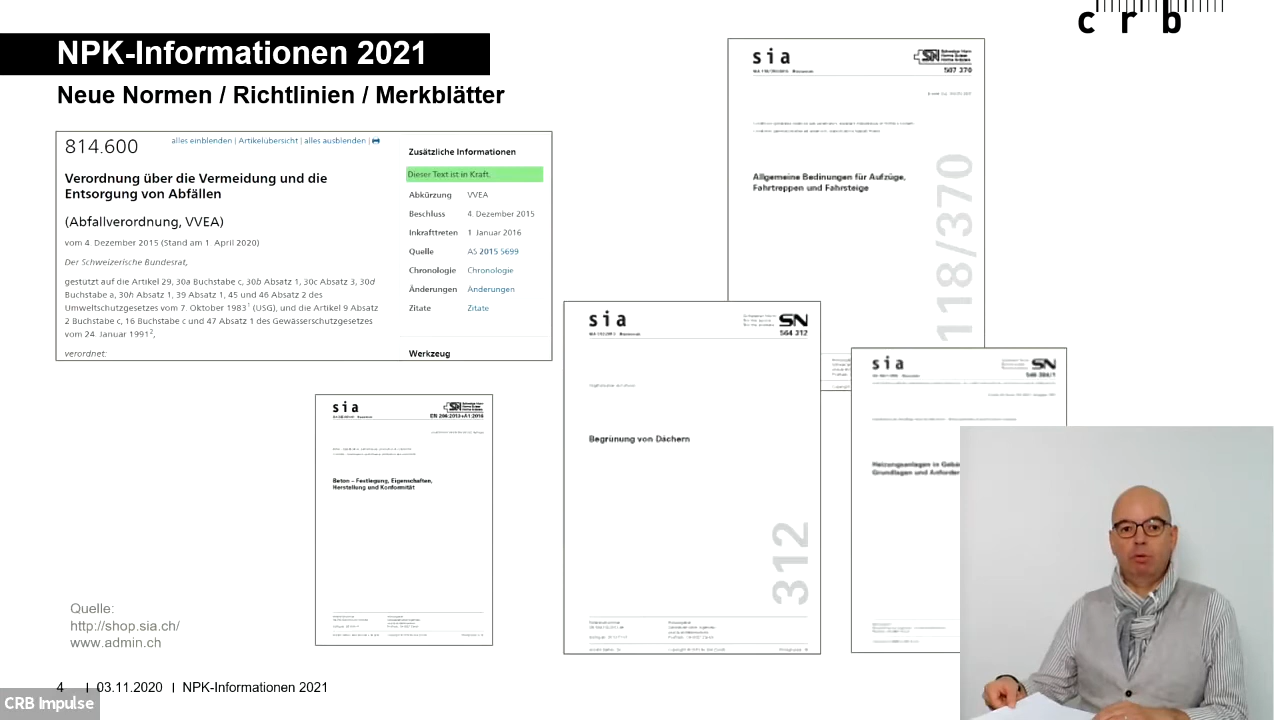 crb
NPK-Informationen 2021
Neue Normen / Richtlinien / Merkblätter
814.600
alles einblenden | Artikelübersicht | alles ausblenden |
Verordnung über die Vermeidung und die
Entsorgung von Abfällen
(Abfallverordnung, VVEA)
vom 4. Dezember 2015 (Stand am 1. April 2020)
Der Schweizerische Bundesrat,
gestützt auf die Artikel 29, 30a Buchstabe c, 30b Absatz 1, 30c Absatz 3, 30d
Buchstabe a, 30h Absatz 1, 39 Absatz 1, 45 und 46 Absatz 2 des
Umweltschutzgesetzes vom 7. Oktober 1983¹ (USG), und die Artikel 9 Absatz
2 Buchstabe c, 16 Buchstabe c und 47 Absatz 1 des Gewässerschutzgesetzes
vom 24. Januar 1991²,
verordnet:
Zusätzliche Informationen
Dieser Text ist in Kraft.
Abkürzung VVEA
Beschluss 4. Dezember 2015
Inkrafttreten 1. Januar 2016
Quelle AS 2015 5699
Chronologie Chronologie
Änderungen Änderungen
Zitate Zitate
Werkzeug
sia
SN
507 370
Allgemeine Bedinungen für Aufzüge,
Fahrtreppen und Fahrsteige
118/370
sia
SN
564 312
Begrünung von Dächern
312
sia
SN
Heizungsanlagen in Gebä
Grundlagen und Anforder
sia
SN
EN 206:2013+A1:2016
Beton – Festlegung, Eigenschaften,
Herstellung und Konformität
Quelle:
http://shop.sia.ch/
www.admin.ch
4 | 03.11.2020 | NPK-Informationen 2021
CRB Impulse